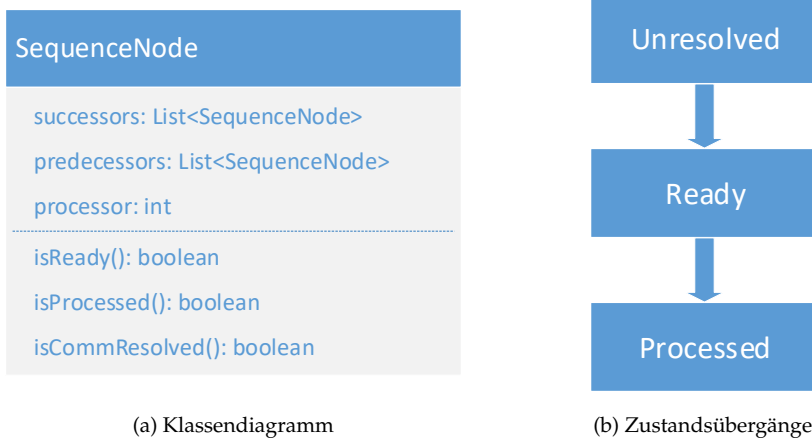 SequenceNode
successors: List<SequenceNode>
predecessors: List<SequenceNode>
processor: int
isReady(): boolean
isProcessed(): boolean
isCommResolved(): boolean
(a) Klassendiagramm
Unresolved
Ready
Processed
(b) Zustandsübergänge